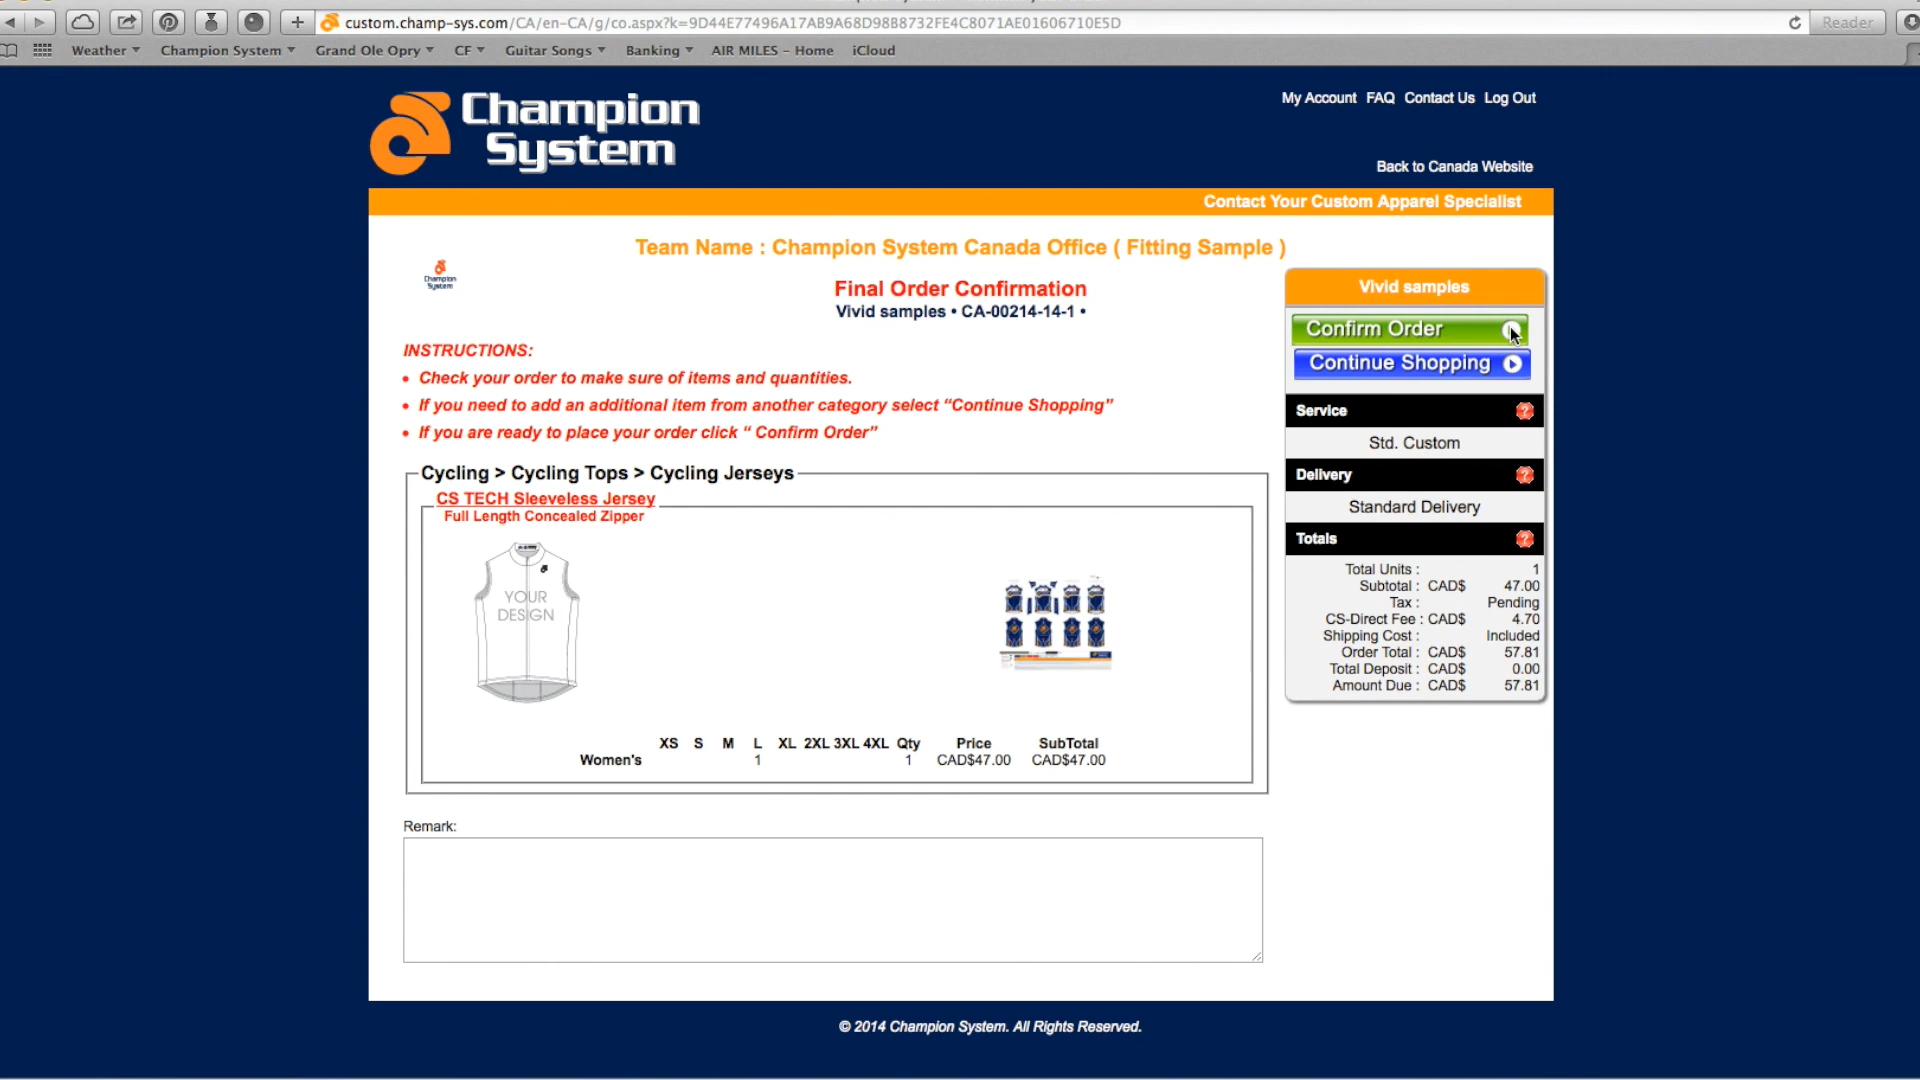 custom.champ-sys.com/CA/en-CA/g/co.aspx?k=9D44E77496A17AB9A68D98B8732FE4C8071AE01606710E5D
Reader
Weather Champion System Grand Ole Opry CF Guitar Songs Banking AIR MILES - Home iCloud
Champion
System
My Account FAQ Contact Us Log Out
Back to Canada Website
Contact Your Custom Apparel Specialist
Team Name : Champion System Canada Office ( Fitting Sample )
Champion
System
Final Order Confirmation
Vivid samples • CA-00214-14-1 •
INSTRUCTIONS:
• Check your order to make sure of items and quantities.
• If you need to add an additional item from another category select “Continue Shopping”
• If you are ready to place your order click “ Confirm Order”
Vivid samples
Confirm Order
Continue Shopping
Service ?
Std. Custom
Delivery ?
Standard Delivery
Totals ?
Total Units : 1
Subtotal : CAD$ 47.00
Tax : Pending
CS-Direct Fee : CAD$ 4.70
Shipping Cost : Included
Order Total : CAD$ 57.81
Total Deposit : CAD$ 0.00
Amount Due : CAD$ 57.81
Cycling > Cycling Tops > Cycling Jerseys
CS TECH Sleeveless Jersey
Full Length Concealed Zipper
YOUR
DESIGN
XS S M L XL 2XL 3XL 4XL Qty Price SubTotal
Women's 1 1 CAD$47.00 CAD$47.00
Remark:
© 2014 Champion System. All Rights Reserved.